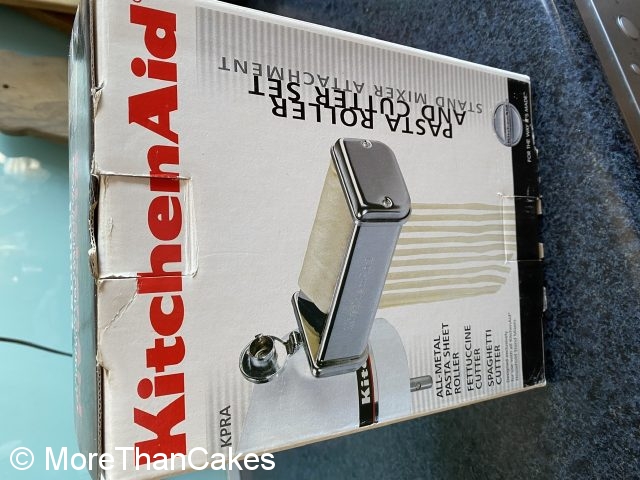 KitchenAid
PASTA ROLLER
AND CUTTER SET
STAND MIXER ATTACHMENT
FOR THE WAY IT'S MADE.
KPRA
ALL-METAL
PASTA SHEET
ROLLER
FETTUCCINE
CUTTER
SPAGHETTI
CUTTER
Kit
© MoreThanCakes